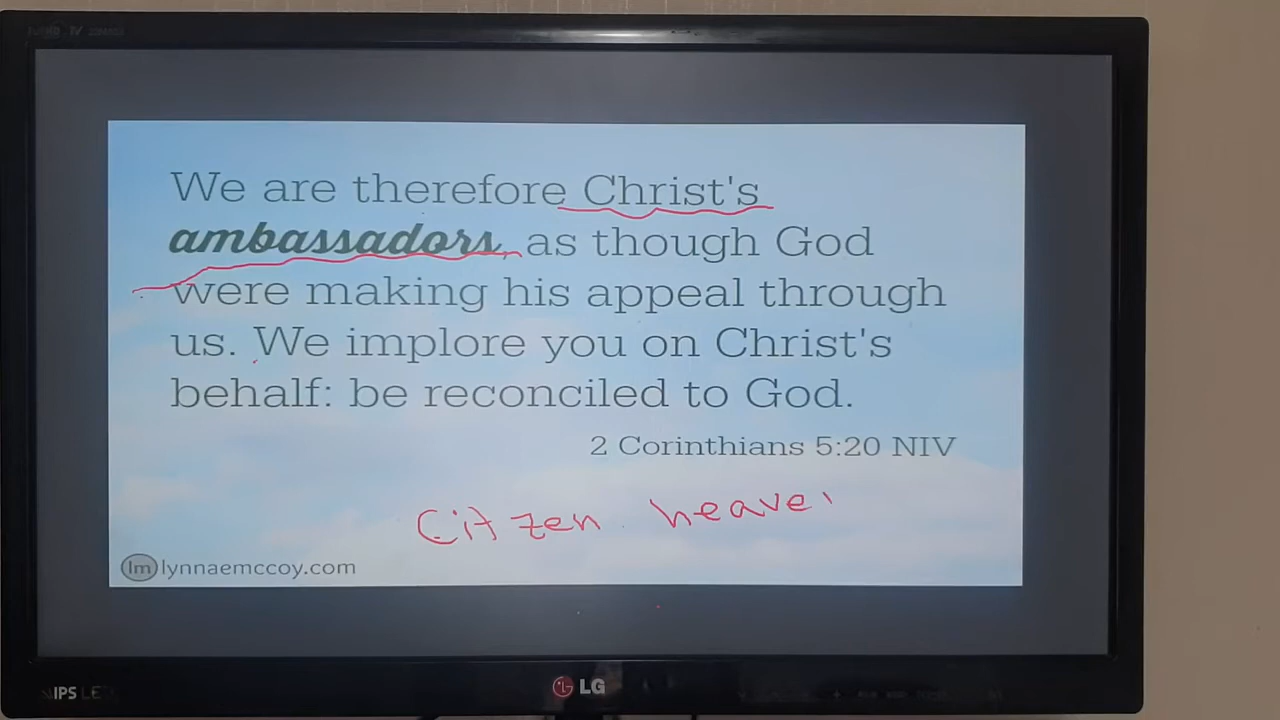 We are therefore Christ's
ambassadors, as though God
were making his appeal through
us. We implore you on Christ's
behalf: be reconciled to God.
2 Corinthians 5:20 NIV
Citzen heave
lm lynnaemccoy.com
IPS LE
LG